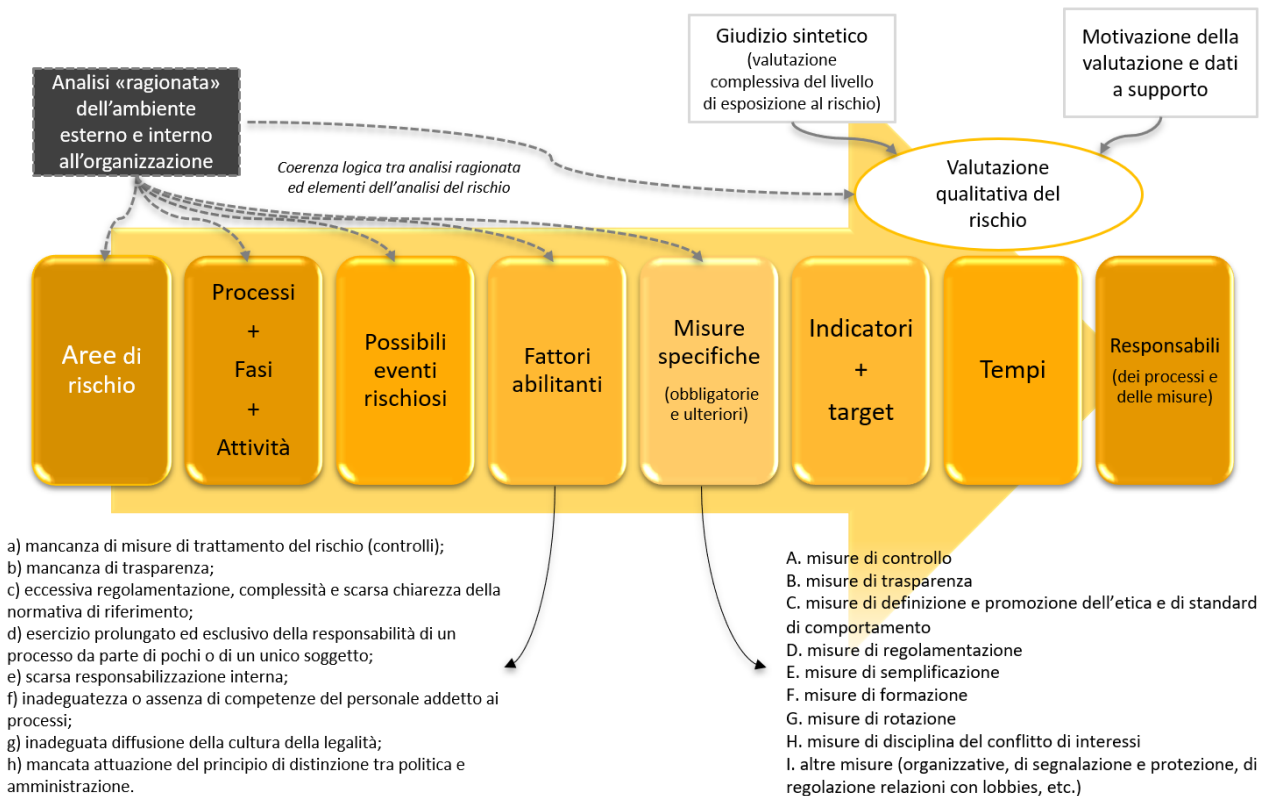 Giudizio sintetico
(valutazione
complessiva del livello
di esposizione al rischio)
Motivazione della
valutazione e dati
a supporto
Analisi «ragionata»
dell’ambiente
esterno e interno
all’organizzazione
Coerenza logica tra analisi ragionata
ed elementi dell’analisi del rischio
Valutazione
qualitativa del
rischio
Aree di
rischio
Processi
+
Fasi
+
Attività
Possibili
eventi
rischiosi
Fattori
abilitanti
Misure
specifiche
(obbligatorie
e ulteriori)
Indicatori
+
target
Tempi
Responsabili
(dei processi e
delle misure)
a) mancanza di misure di trattamento del rischio (controlli);
b) mancanza di trasparenza;
c) eccessiva regolamentazione, complessità e scarsa chiarezza della
normativa di riferimento;
d) esercizio prolungato ed esclusivo della responsabilità di un
processo da parte di pochi o di un unico soggetto;
e) scarsa responsabilizzazione interna;
f) inadeguatezza o assenza di competenze del personale addetto ai
processi;
g) inadeguata diffusione della cultura della legalità;
h) mancata attuazione del principio di distinzione tra politica e
amministrazione.
A. misure di controllo
B. misure di trasparenza
C. misure di definizione e promozione dell’etica e di standard
di comportamento
D. misure di regolamentazione
E. misure di semplificazione
F. misure di formazione
G. misure di rotazione
H. misure di disciplina del conflitto di interessi
I. altre misure (organizzative, di segnalazione e protezione, di
regolazione relazioni con lobbies, etc.)